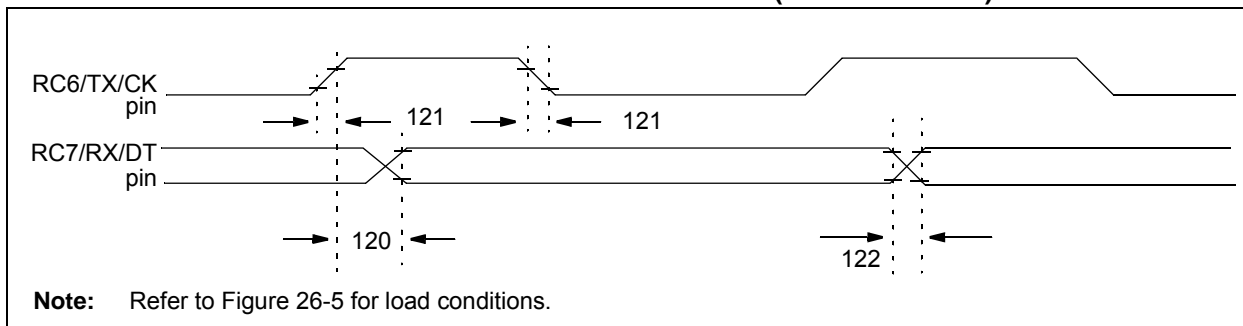 RC6/TX/CK
pin
121
121
RC7/RX/DT
pin
120
122
Note: Refer to Figure 26-5 for load conditions.